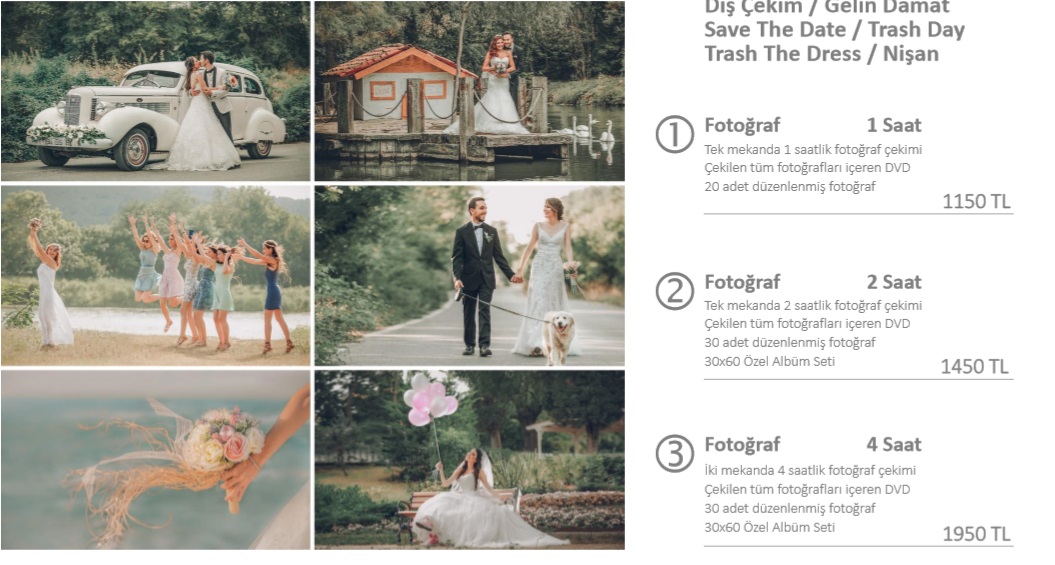 Dış Çekim / Gelin Damat
Save The Date / Trash Day
Trash The Dress / Nişan
1 Fotoğraf 1 Saat
Tek mekanda 1 saatlik fotoğraf çekimi
Çekilen tüm fotoğrafları içeren DVD
20 adet düzenlenmiş fotoğraf
1150 TL
2 Fotoğraf 2 Saat
Tek mekanda 2 saatlik fotoğraf çekimi
Çekilen tüm fotoğrafları içeren DVD
30 adet düzenlenmiş fotoğraf
30x60 Özel Albüm Seti
1450 TL
3 Fotoğraf 4 Saat
İki mekanda 4 saatlik fotoğraf çekimi
Çekilen tüm fotoğrafları içeren DVD
30 adet düzenlenmiş fotoğraf
30x60 Özel Albüm Seti
1950 TL